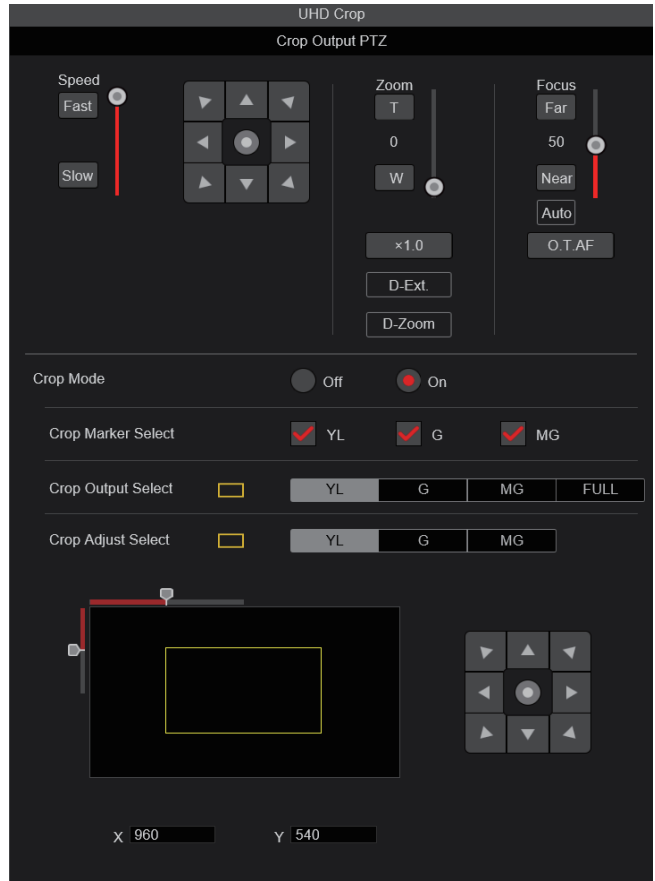 UHD Crop
Crop Output PTZ
Speed
Fast
Slow
Zoom
T
0
W
×1.0
D-Ext.
D-Zoom
Focus
Far
50
Near
Auto
O.T.AF
Crop Mode Off On
Crop Marker Select YL G MG
Crop Output Select YL G MG FULL
Crop Adjust Select YL G MG
X 960 Y 540